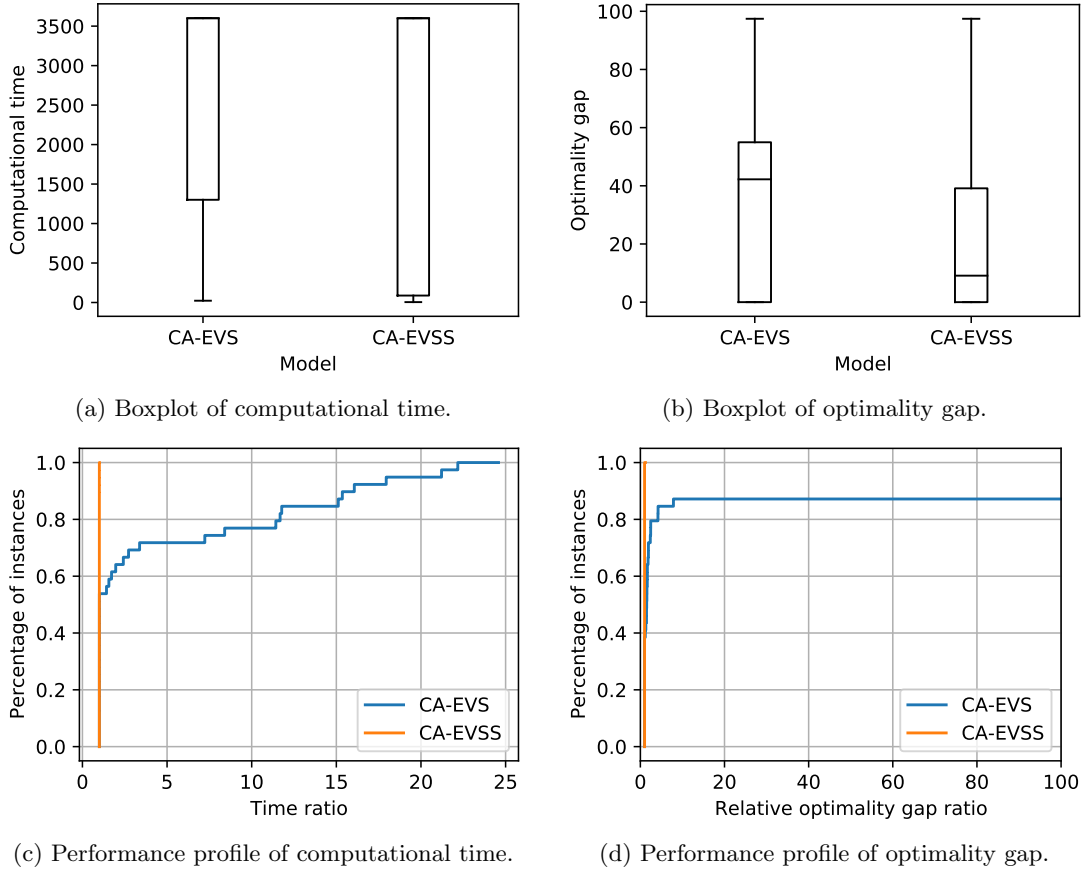 3500
3000
2500
2000
1500
1000
500
0
Computational time
CA-EVS CA-EVSS
Model
100
80
60
40
20
0
Optimality gap
CA-EVS CA-EVSS
Model
(a) Boxplot of computational time.
(b) Boxplot of optimality gap.
1.0
0.8
0.6
0.4
0.2
0.0
Percentage of instances
CA-EVS
CA-EVSS
0 5 10 15 20 25
Time ratio
1.0
0.8
0.6
0.4
0.2
0.0
Percentage of instances
CA-EVS
CA-EVSS
0 20 40 60 80 100
Relative optimality gap ratio
(c) Performance profile of computational time.
(d) Performance profile of optimality gap.